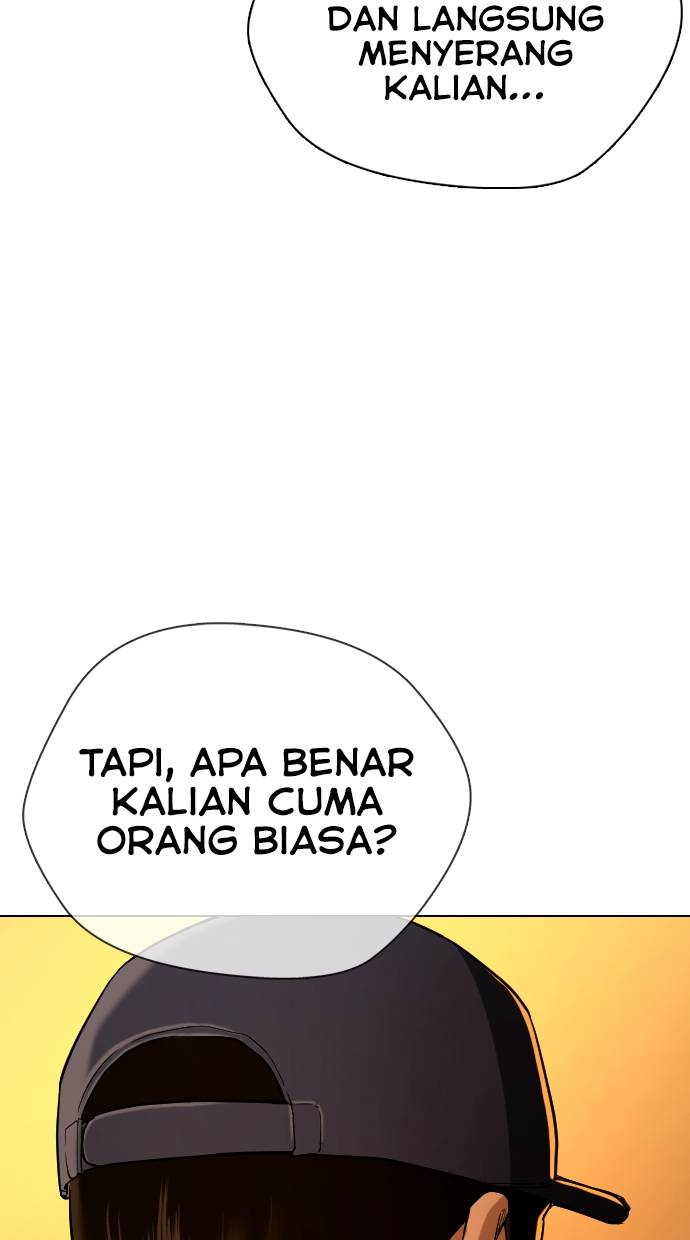 DAN LANGSUNG
MENYERANG
KALIAN...
TAPI, APA BENAR
KALIAN CUMA
ORANG BIASA?